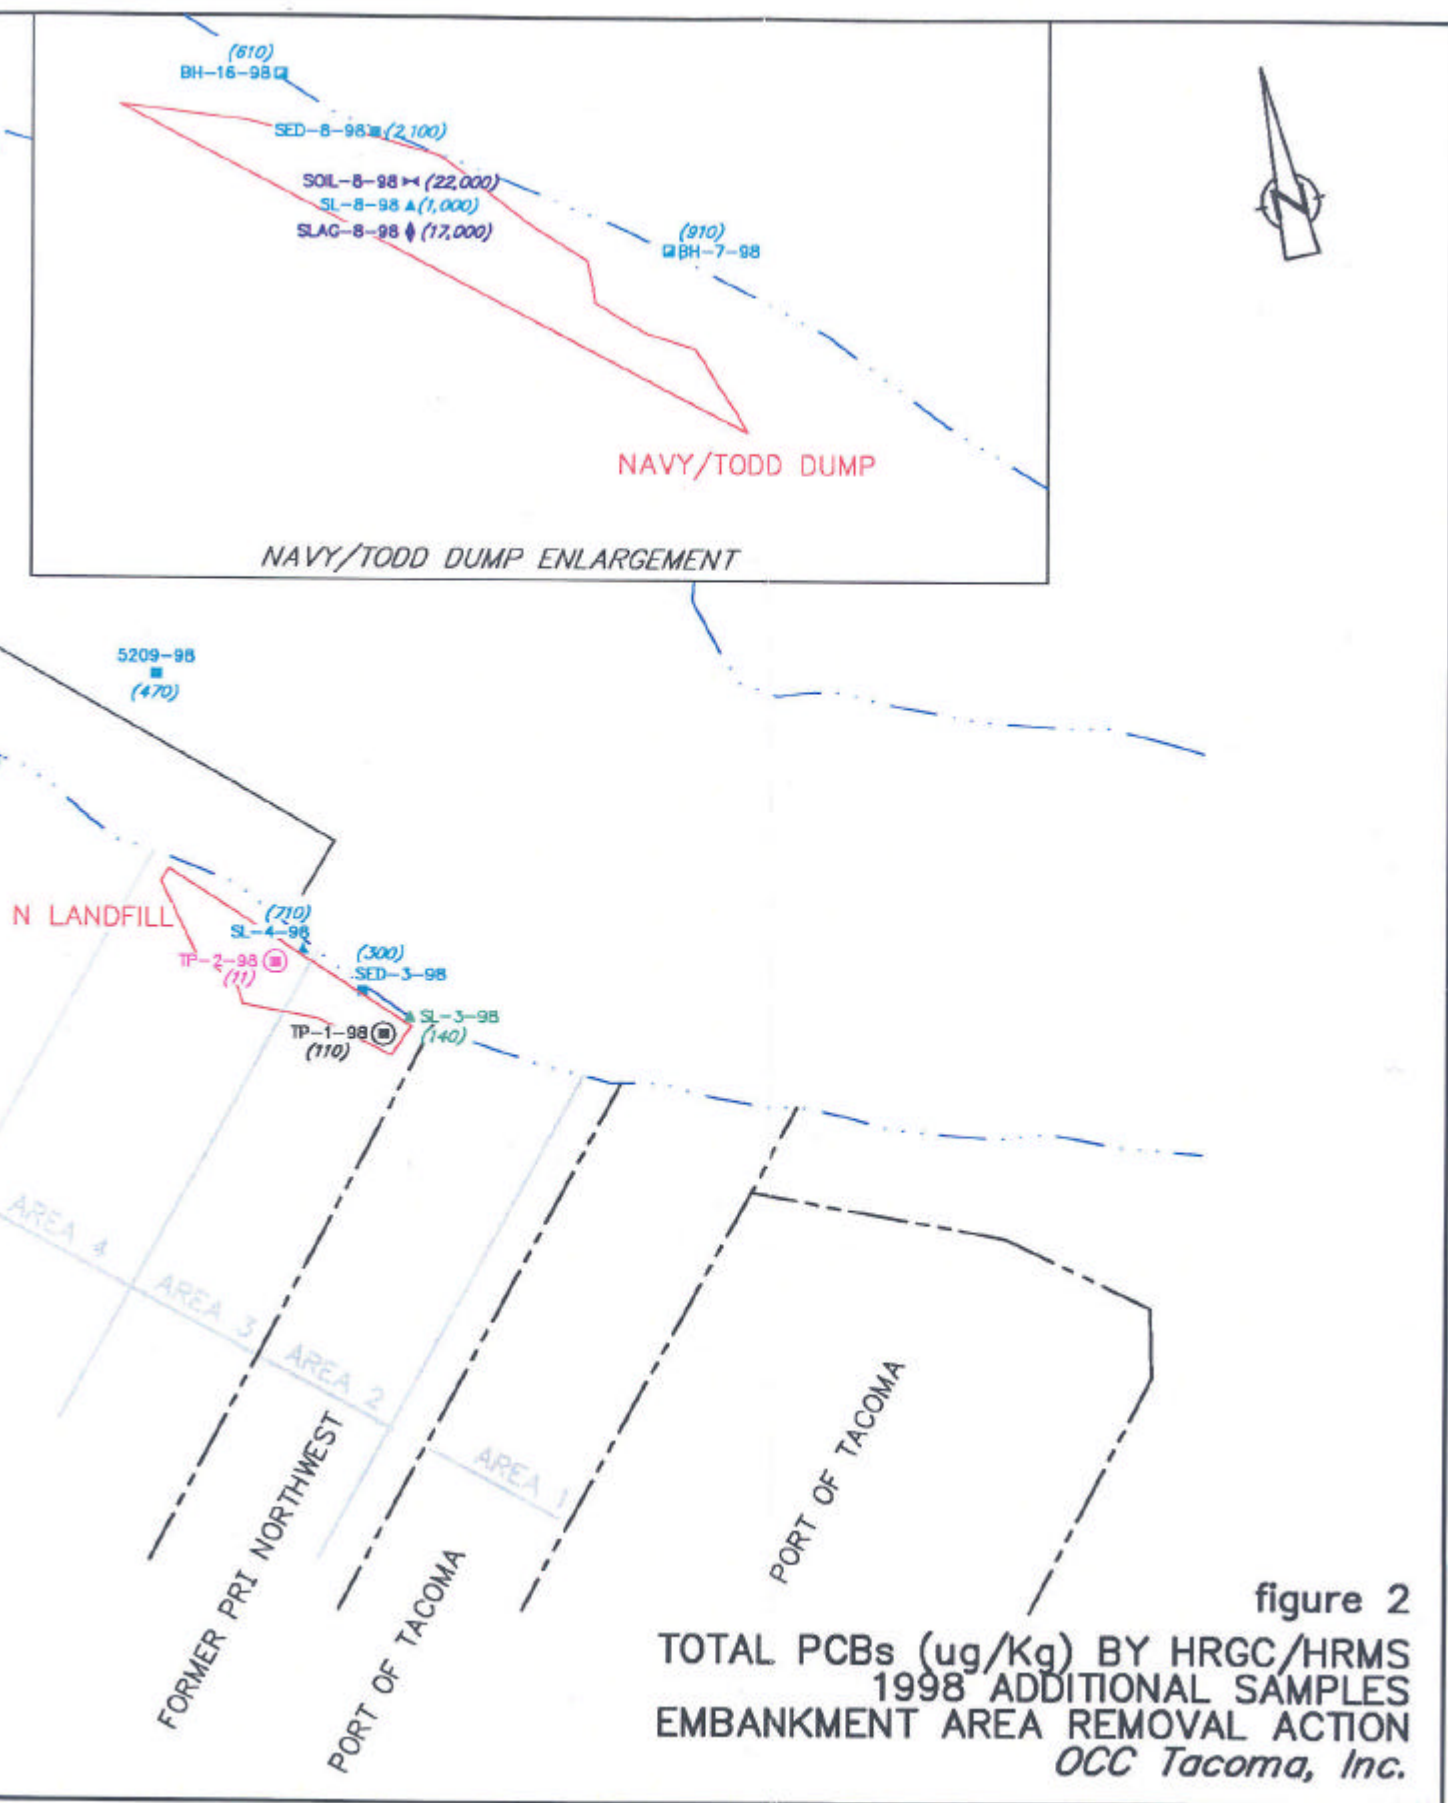 (610)
BH-16-98
SED-8-98 (2,100)
SOIL-8-98 (22,000)
SL-8-98 (1,000)
SLAG-8-98 (17,000)
(910)
BH-7-98
NAVY/TODD DUMP
NAVY/TODD DUMP ENLARGEMENT
N
5209-98
(470)
N LANDFILL
(710)
SL-4-98
TP-2-98
(11)
(300)
SED-3-98
SL-3-98
(140)
TP-1-98
(110)
AREA 4
AREA 3
AREA 2
AREA 1
FORMER PRI NORTHWEST
PORT OF TACOMA
PORT OF TACOMA
figure 2
TOTAL PCBs (ug/Kg) BY HRGC/HRMS
1998 ADDITIONAL SAMPLES
EMBANKMENT AREA REMOVAL ACTION
OCC Tacoma, Inc.